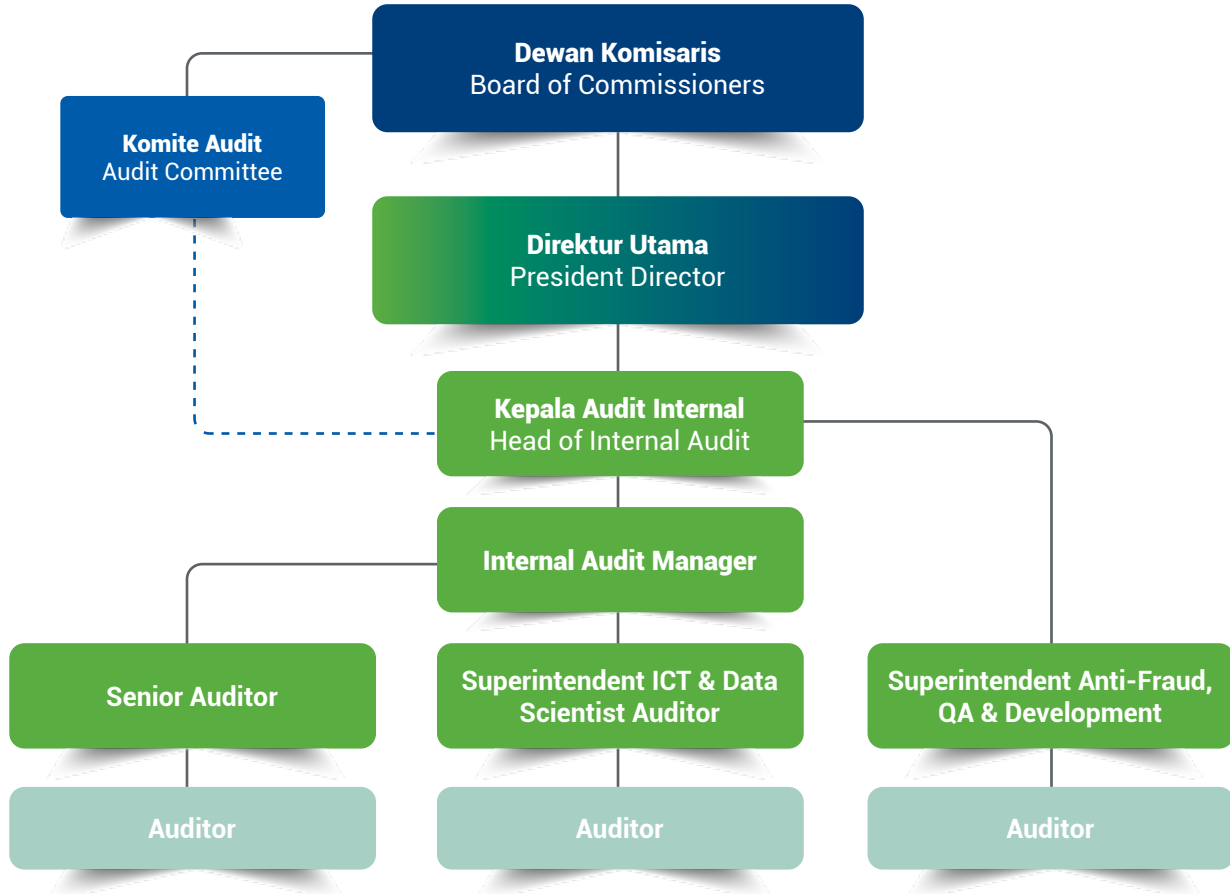 Dewan Komisaris
Board of Commissioners
Komite Audit
Audit Committee
Direktur Utama
President Director
Kepala Audit Internal
Head of Internal Audit
Internal Audit Manager
Senior Auditor
Superintendent ICT & Data
Scientist Auditor
Superintendent Anti-Fraud,
QA & Development
Auditor
Auditor
Auditor